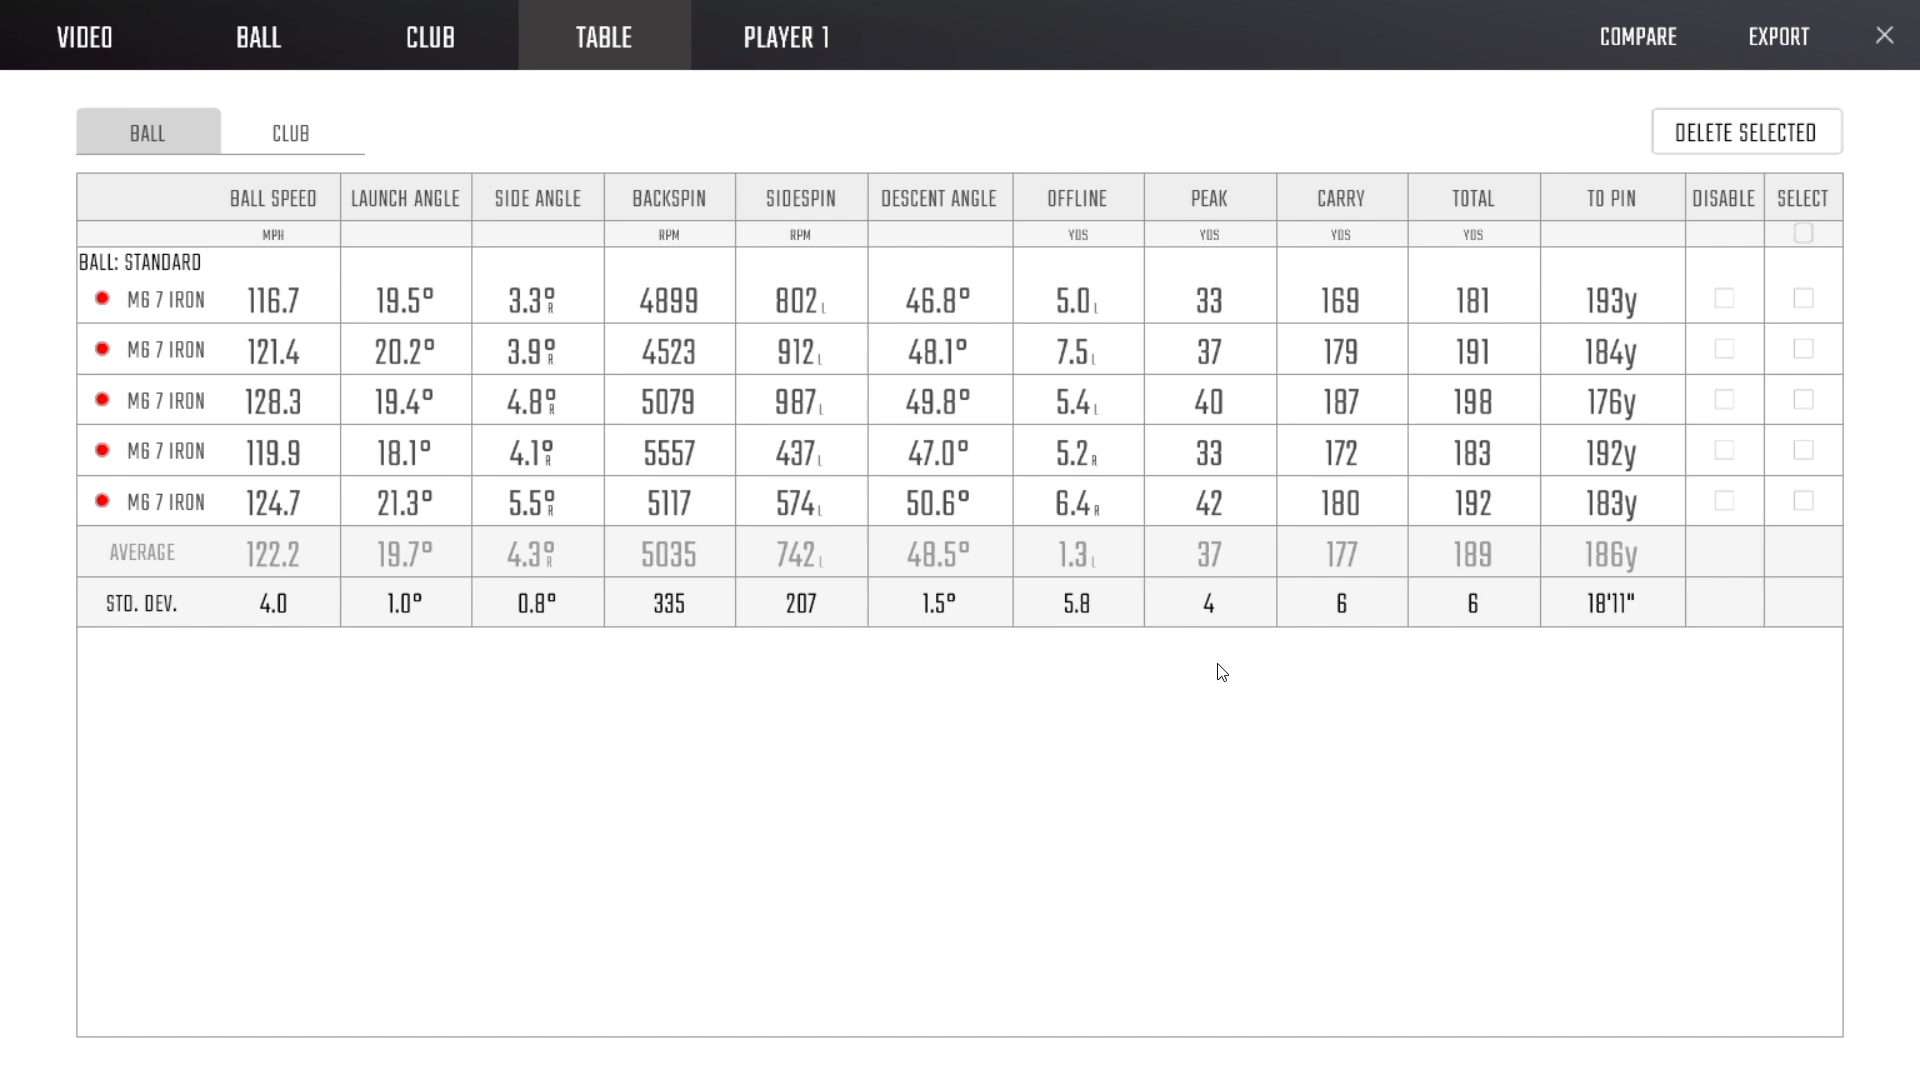 VIDEO BALL CLUB TABLE PLAYER 1 COMPARE EXPORT
BALL CLUB DELETE SELECTED
BALL SPEED LAUNCH ANGLE SIDE ANGLE BACKSPIN SIDESPIN DESCENT ANGLE OFFLINE PEAK CARRY TOTAL TO PIN DISABLE SELECT
MPH RPM RPM YDS YDS YDS YDS
BALL: STANDARD
M6 7 IRON 116.7 19.5° 3.3° R 4899 802 L 46.8° 5.0 L 33 169 181 193y
M6 7 IRON 121.4 20.2° 3.9° R 4523 912 L 48.1° 7.5 L 37 179 191 184y
M6 7 IRON 128.3 19.4° 4.8° R 5079 987 L 49.8° 5.4 L 40 187 198 176y
M6 7 IRON 119.9 18.1° 4.1° R 5557 437 L 47.0° 5.2 R 33 172 183 192y
M6 7 IRON 124.7 21.3° 5.5° R 5117 574 L 50.6° 6.4 R 42 180 192 183y
AVERAGE 122.2 19.7° 4.3° R 5035 742 L 48.5° 1.3 L 37 177 189 186y
STD. DEV. 4.0 1.0° 0.8° 335 207 1.5° 5.8 4 6 6 18'11"